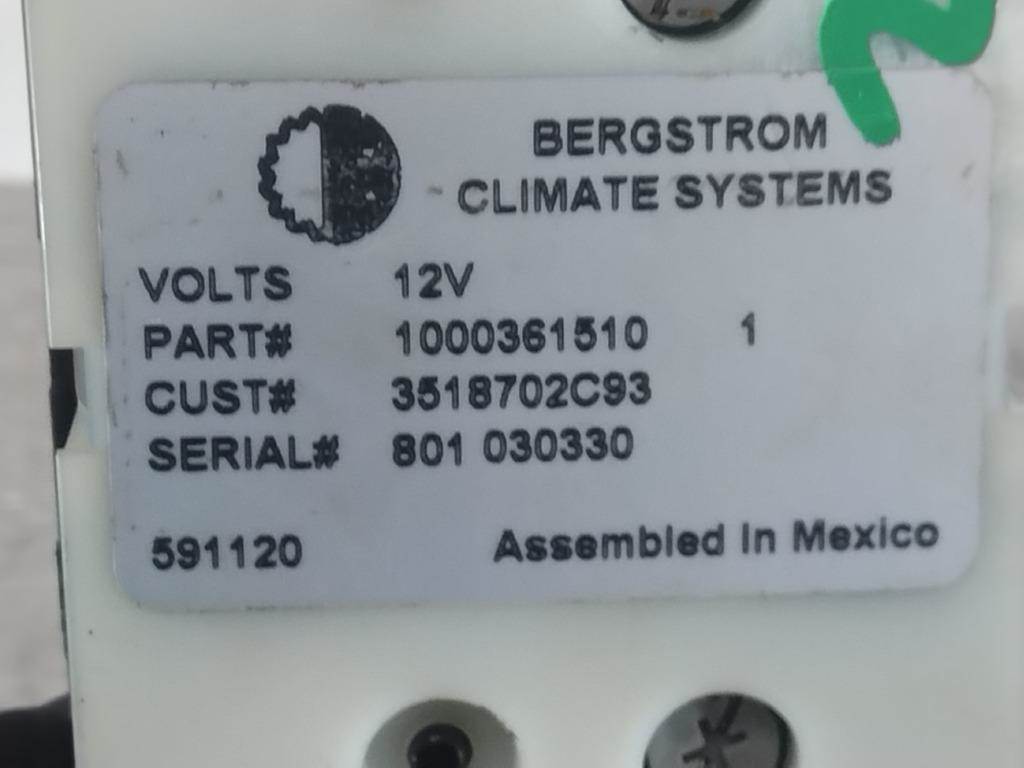 BERGSTROM
CLIMATE SYSTEMS
VOLTS 12V
PART# 1000361510 1
CUST# 3518702C93
SERIAL# 801 030330
591120 Assembled In Mexico